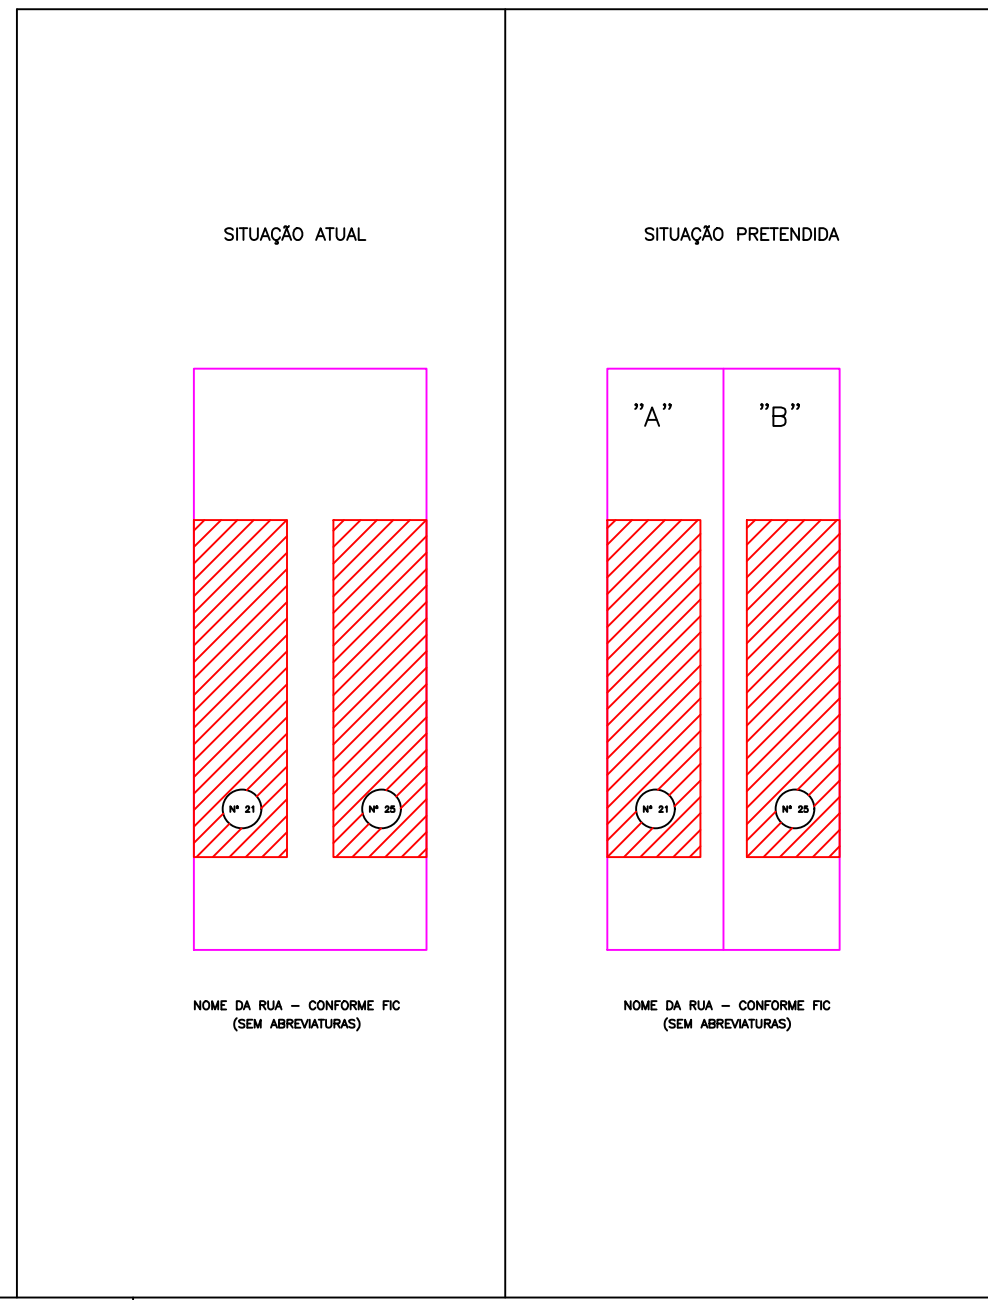 SITUAÇÃO ATUAL
Nº 21
Nº 25
NOME DA RUA – CONFORME FIC
(SEM ABREVIATURAS)
SITUAÇÃO PRETENDIDA
"A"
"B"
Nº 21
Nº 25
NOME DA RUA – CONFORME FIC
(SEM ABREVIATURAS)